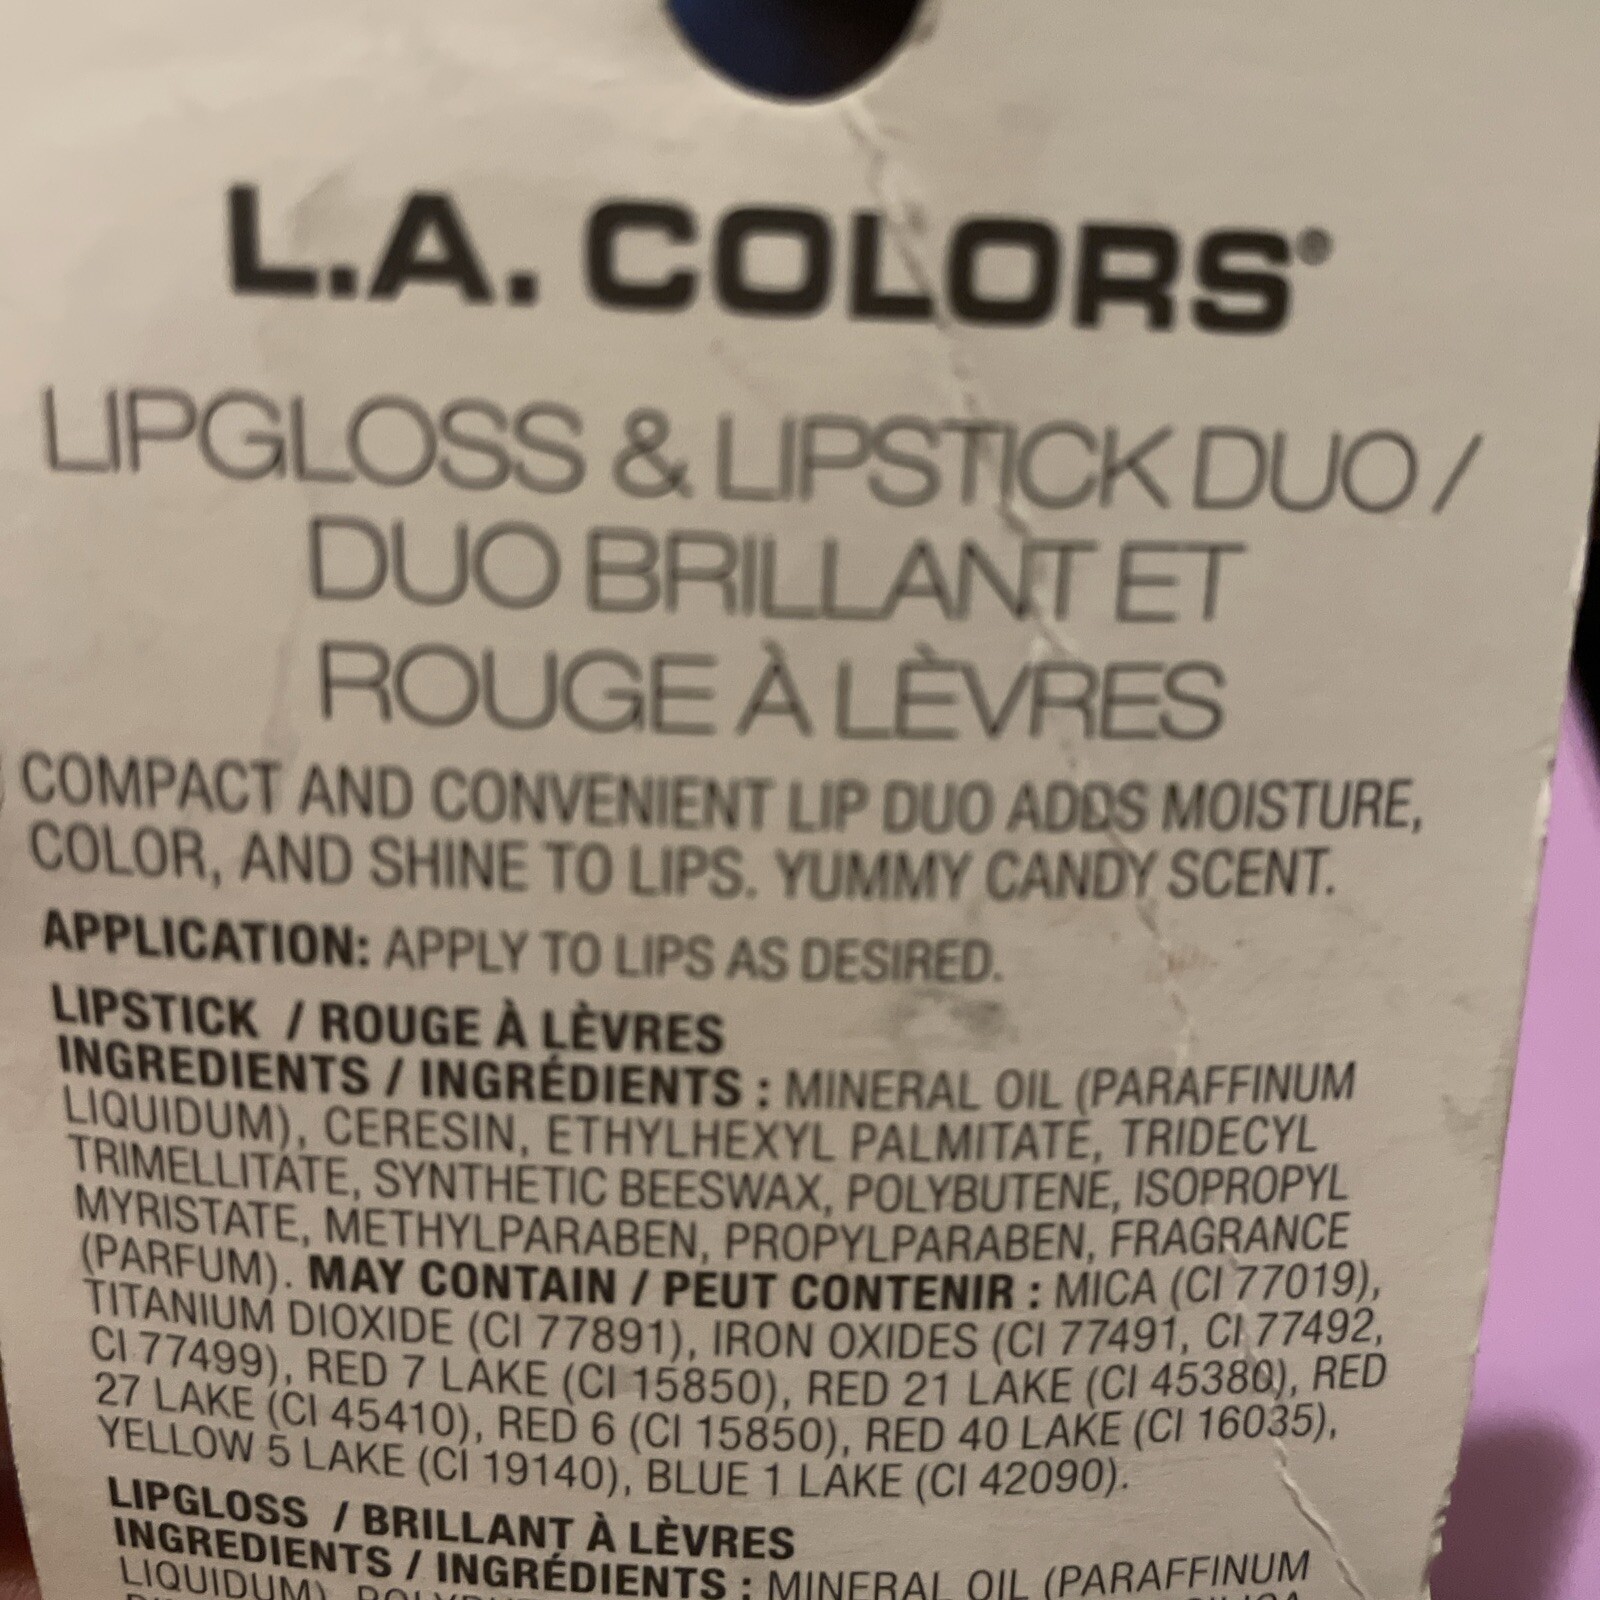 L.A. COLORS®
LIPGLOSS & LIPSTICK DUO /
DUO BRILLANT ET
ROUGE À LÈVRES
COMPACT AND CONVENIENT LIP DUO ADDS MOISTURE,
COLOR, AND SHINE TO LIPS. YUMMY CANDY SCENT.
APPLICATION: APPLY TO LIPS AS DESIRED.
LIPSTICK / ROUGE À LÈVRES
INGREDIENTS / INGRÉDIENTS : MINERAL OIL (PARAFFINUM
LIQUIDUM), CERESIN, ETHYLHEXYL PALMITATE, TRIDECYL
TRIMELLITATE, SYNTHETIC BEESWAX, POLYBUTENE, ISOPROPYL
MYRISTATE, METHYLPARABEN, PROPYLPARABEN, FRAGRANCE
(PARFUM). MAY CONTAIN / PEUT CONTENIR : MICA (CI 77019),
TITANIUM DIOXIDE (CI 77891), IRON OXIDES (CI 77491, CI 77492,
CI 77499), RED 7 LAKE (CI 15850), RED 21 LAKE (CI 45380), RED
27 LAKE (CI 45410), RED 6 (CI 15850), RED 40 LAKE (CI 16035),
YELLOW 5 LAKE (CI 19140), BLUE 1 LAKE (CI 42090).
LIPGLOSS / BRILLANT À LÈVRES
INGREDIENTS / INGRÉDIENTS : MINERAL OIL (PARAFFINUM
LIQUIDUM),